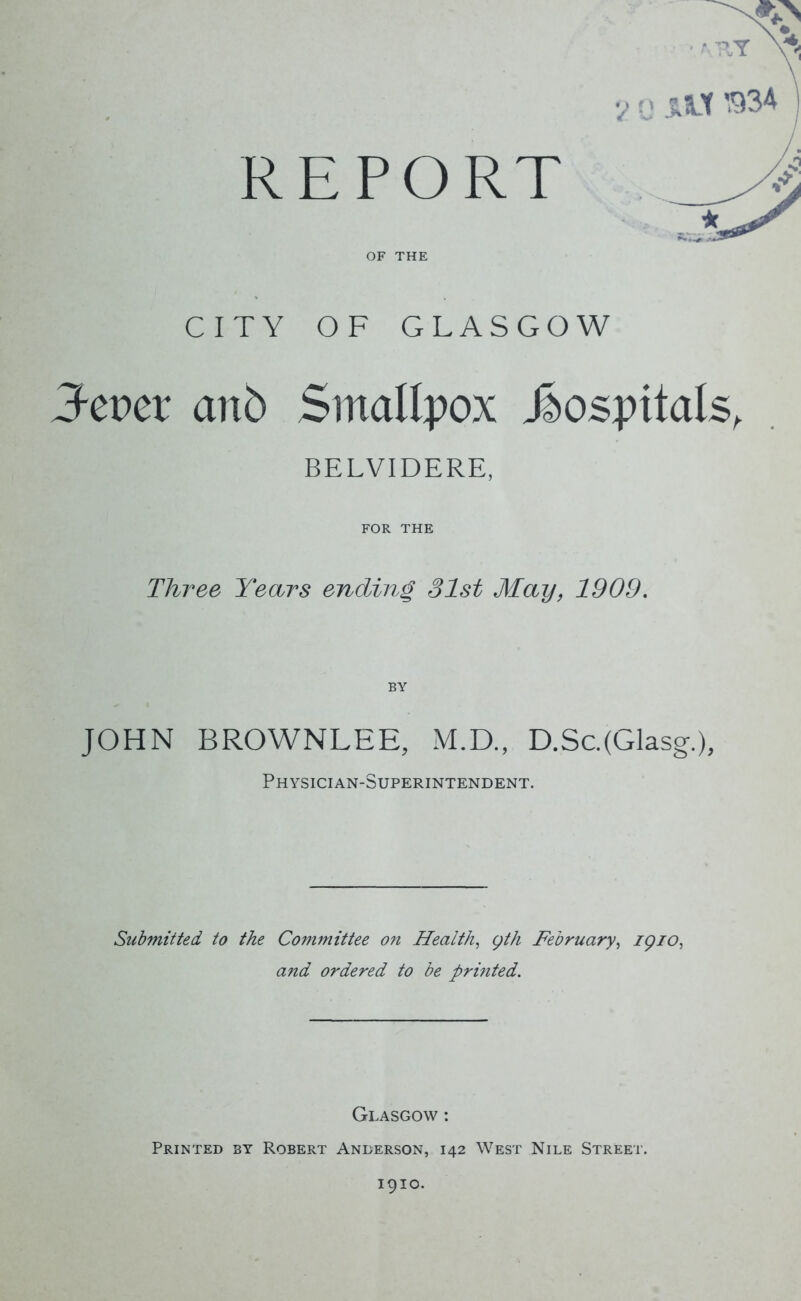 ARY
20 JULY 1934
REPORT
OF THE
CITY OF GLASGOW
Fever and Smallpox Hospitals,
BELVIDERE,
FOR THE
Three Years ending 31st May, 1909.
BY
JOHN BROWNLEE, M.D., D.Sc.(Glasg.),
PHYSICIAN-SUPERINTENDENT.
Submitted to the Committee on Health, 9th February, 1910,
and ordered to be printed.
GLASGOW :
PRINTED BY ROBERT ANDERSON, 142 WEST NILE STREET.
1910.